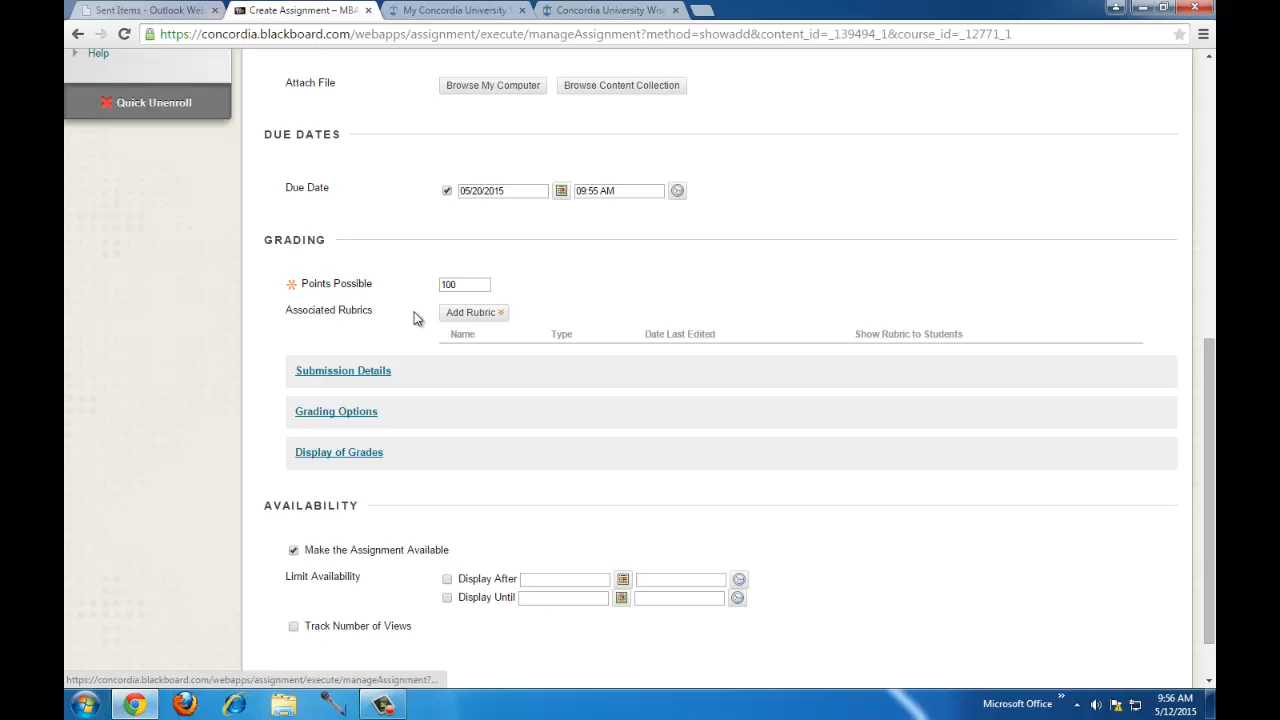 Sent Items - Outlook Web
Create Assignment – MBA
My Concordia University
Concordia University Wis
https://concordia.blackboard.com/webapps/assignment/execute/manageAssignment?method=showadd&content_id=_139494_1&course_id=_12771_1
Help
Quick Unenroll
Attach File
Browse My Computer
Browse Content Collection
DUE DATES
Due Date
05/20/2015
09:55 AM
GRADING
Points Possible
100
Associated Rubrics
Add Rubric
Name Type Date Last Edited Show Rubric to Students
Submission Details
Grading Options
Display of Grades
AVAILABILITY
Make the Assignment Available
Limit Availability
Display After
Display Until
Track Number of Views
https://concordia.blackboard.com/webapps/assignment/execute/manageAssignment?...
Microsoft Office
9:56 AM
5/12/2015